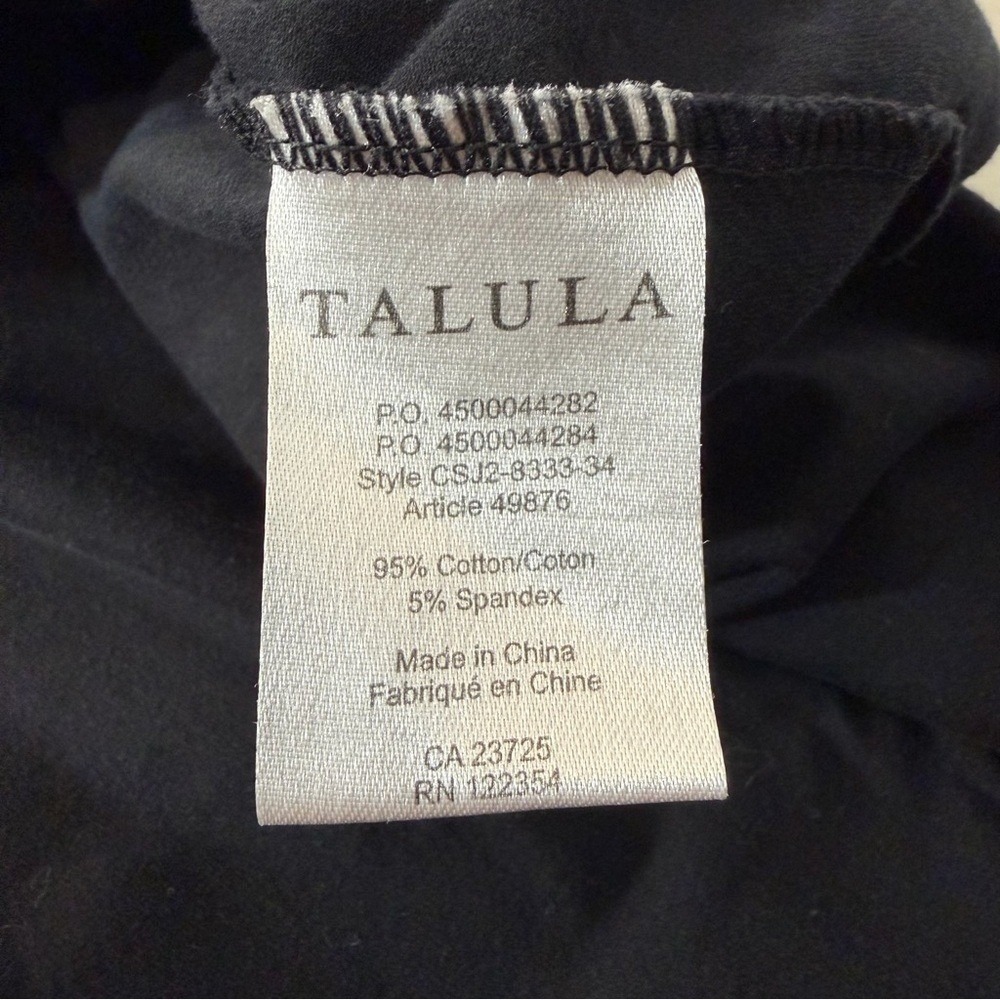 TALULA
P.O. 4500044282
P.O. 4500044284
Style CSJ2-8333-34
Article 49876
95% Cotton/Coton
5% Spandex
Made in China
Fabriqué en Chine
CA 23725
RN 122354